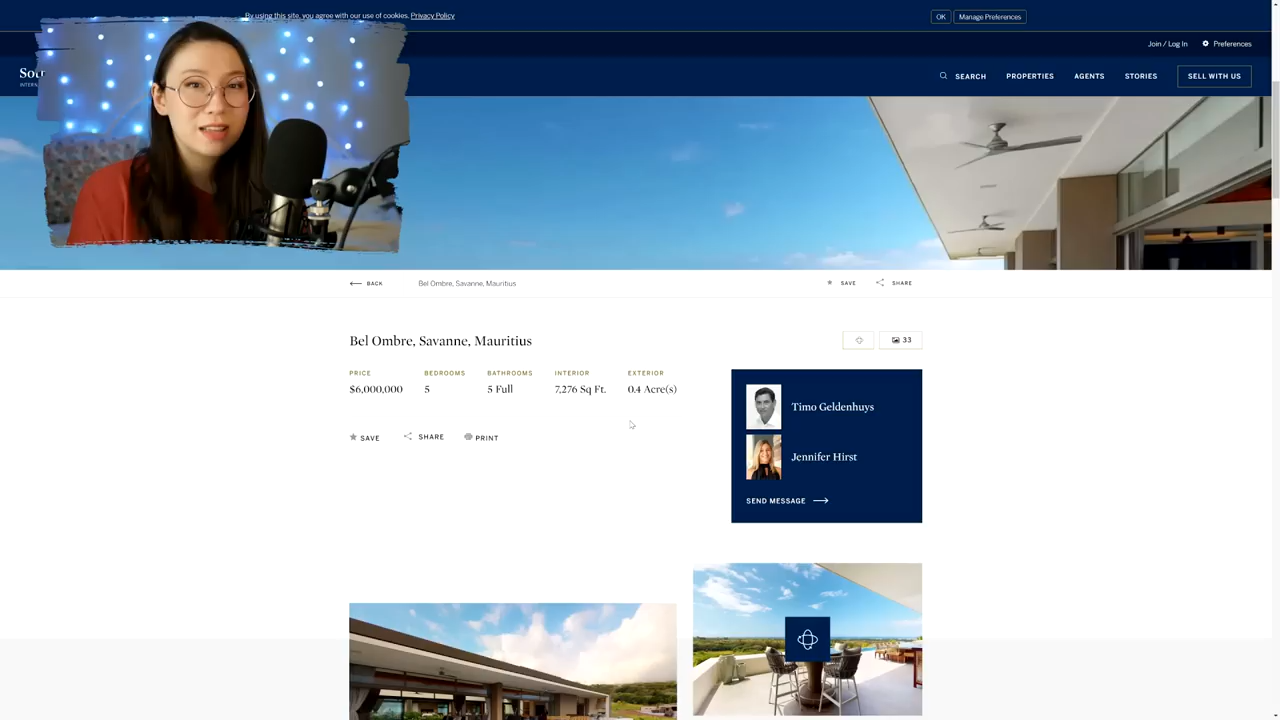 By using this site, you agree with our use of cookies. Privacy Policy
OK
Manage Preferences
Join / Log In
Preferences
SEARCH
PROPERTIES
AGENTS
STORIES
SELL WITH US
BACK
Bel Ombre, Savanne, Mauritius
SAVE
SHARE
Bel Ombre, Savanne, Mauritius
33
PRICE
BEDROOMS
BATHROOMS
INTERIOR
EXTERIOR
$6,000,000
5
5 Full
7,276 Sq Ft.
0.4 Acre(s)
SAVE
SHARE
PRINT
Timo Geldenhuys
Jennifer Hirst
SEND MESSAGE